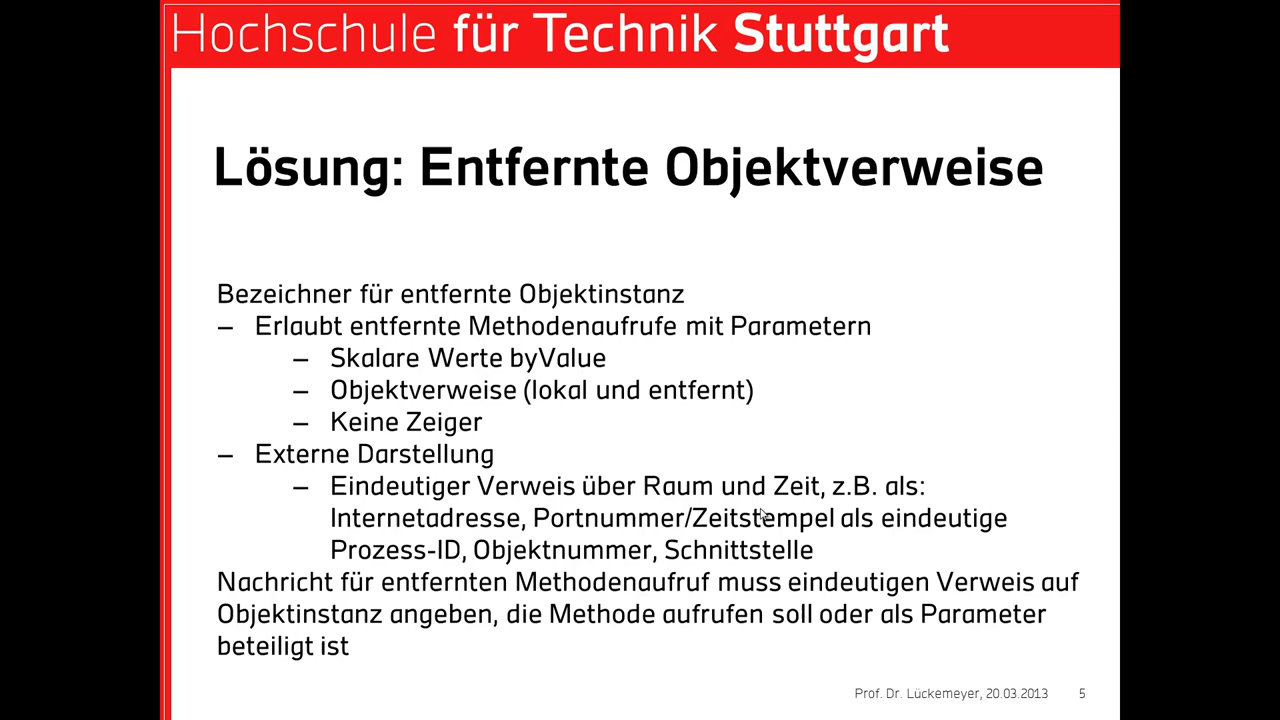 Hochschule für Technik Stuttgart
Lösung: Entfernte Objektverweise
Bezeichner für entfernte Objektinstanz
– Erlaubt entfernte Methodenaufrufe mit Parametern
– Skalare Werte byValue
– Objektverweise (lokal und entfernt)
– Keine Zeiger
– Externe Darstellung
– Eindeutiger Verweis über Raum und Zeit, z.B. als:
Internetadresse, Portnummer/Zeitstempel als eindeutige
Prozess-ID, Objektnummer, Schnittstelle
Nachricht für entfernten Methodenaufruf muss eindeutigen Verweis auf
Objektinstanz angeben, die Methode aufrufen soll oder als Parameter
beteiligt ist
Prof. Dr. Lückemeyer, 20.03.2013 5